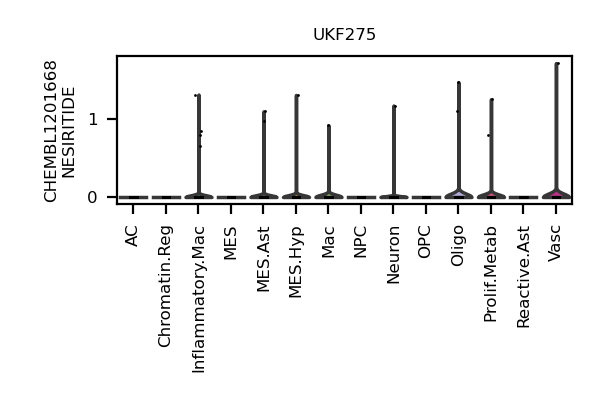 UKF275
CHEMBL1201668
NESIRITIDE
1
0
AC
Chromatin.Reg
Inflammatory.Mac
MES
MES.Ast
MES.Hyp
Mac
NPC
Neuron
OPC
Oligo
Prolif.Metab
Reactive.Ast
Vasc